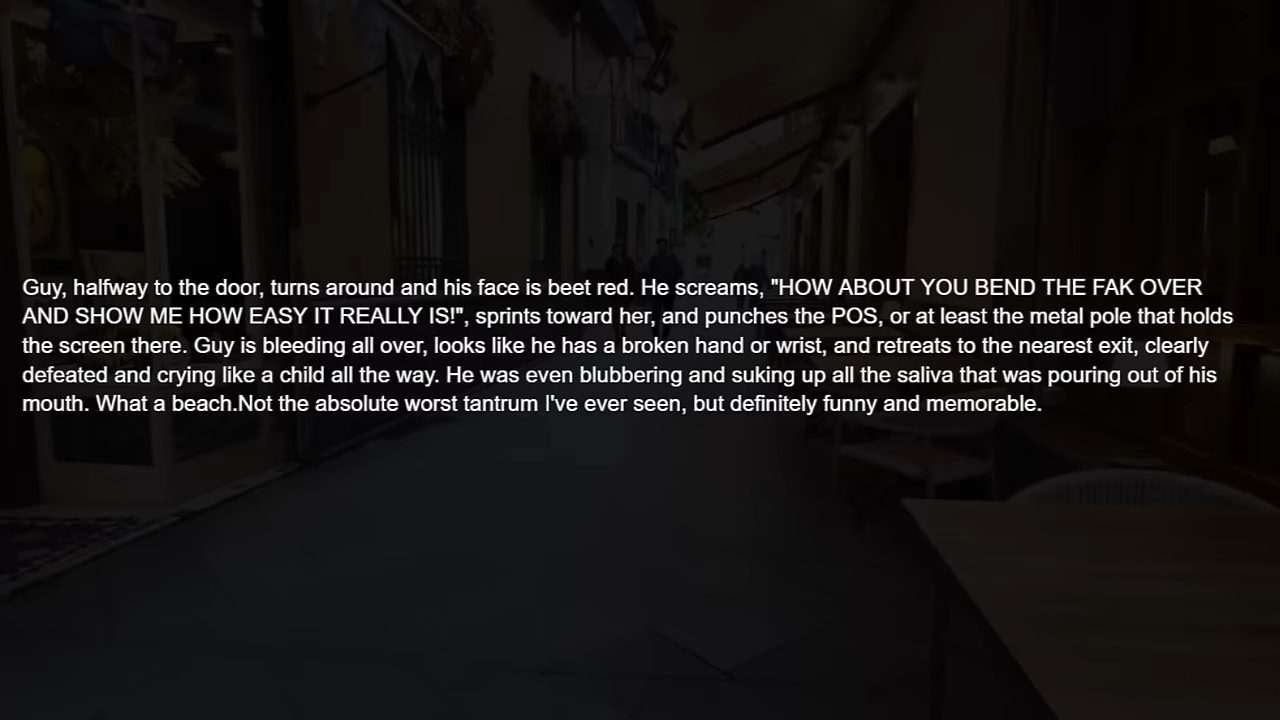 Guy, halfway to the door, turns around and his face is beet red. He screams, "HOW ABOUT YOU BEND THE FAK OVER
AND SHOW ME HOW EASY IT REALLY IS!", sprints toward her, and punches the POS, or at least the metal pole that holds
the screen there. Guy is bleeding all over, looks like he has a broken hand or wrist, and retreats to the nearest exit, clearly
defeated and crying like a child all the way. He was even blubbering and suking up all the saliva that was pouring out of his
mouth. What a beach.Not the absolute worst tantrum I've ever seen, but definitely funny and memorable.